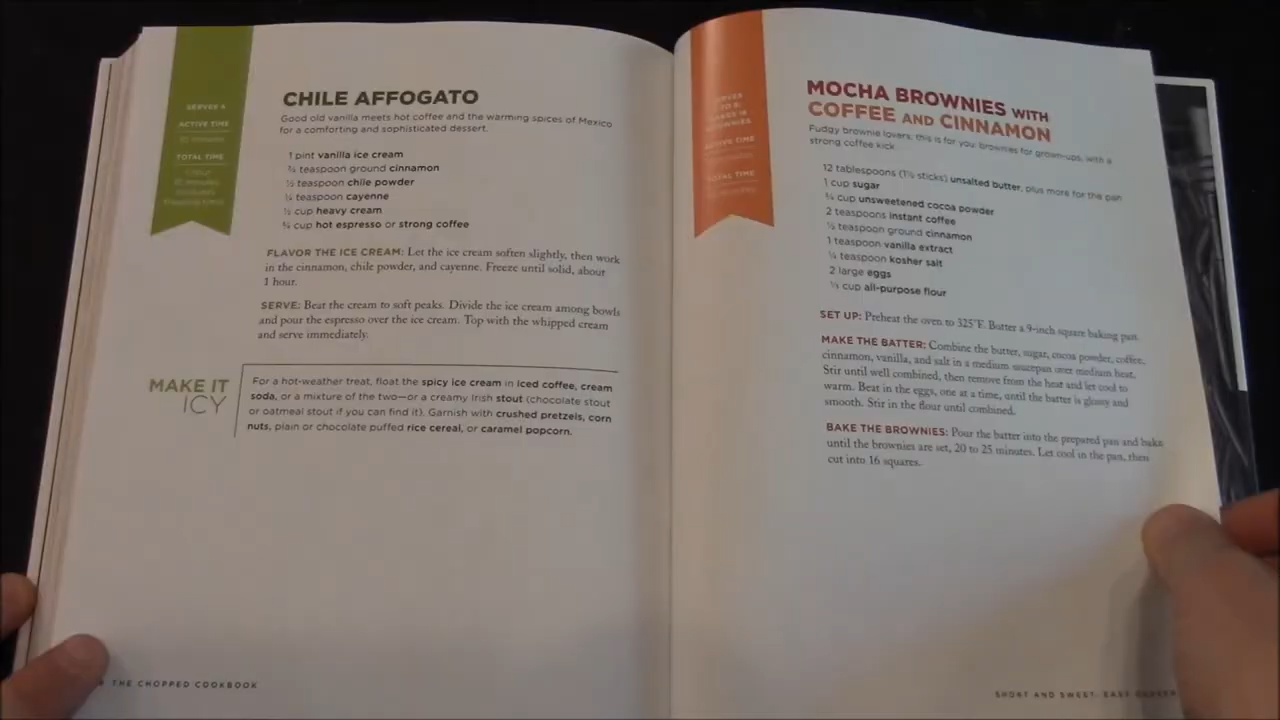 SERVES 4
ACTIVE TIME
TOTAL TIME
CHILE AFFOGATO
Good old vanilla meets hot coffee and the warming spices of Mexico
for a comforting and sophisticated dessert.
1 pint vanilla ice cream
teaspoon ground cinnamon
teaspoon chile powder
teaspoon cayenne
cup heavy cream
cup hot espresso or strong coffee
FLAVOR THE ICE CREAM: Let the ice cream soften slightly, then work
in the cinnamon, chile powder, and cayenne. Freeze until solid, about
1 hour.
SERVE: Beat the cream to soft peaks. Divide the ice cream among bowls
and pour the espresso over the ice cream. Top with the whipped cream
and serve immediately.
MAKE IT
ICY
For a hot-weather treat, float the spicy ice cream in iced coffee, cream
soda, or a mixture of the two—or a creamy Irish stout (chocolate stout
or oatmeal stout if you can find it). Garnish with crushed pretzels, corn
nuts, plain or chocolate puffed rice cereal, or caramel popcorn.
THE CHOPPED COOKBOOK
ACTIVE TIME
TOTAL TIME
MOCHA BROWNIES WITH
COFFEE AND CINNAMON
Fudgy brownie lovers, this is for you: brownies for grown-ups, with a
strong coffee kick.
12 tablespoons (1½ sticks) unsalted butter, plus more for the pan
1 cup sugar
cup unsweetened cocoa powder
2 teaspoons instant coffee
teaspoon ground cinnamon
1 teaspoon vanilla extract
teaspoon kosher salt
2 large eggs
cup all-purpose flour
SET UP: Preheat the oven to 325°F. Butter a 9-inch square baking pan.
MAKE THE BATTER: Combine the butter, sugar, cocoa powder, coffee,
cinnamon, vanilla, and salt in a medium saucepan over medium heat.
Stir until well combined, then remove from the heat and let cool to
warm. Beat in the eggs, one at a time, until the batter is glossy and
smooth. Stir in the flour until combined.
BAKE THE BROWNIES: Pour the batter into the prepared pan and bake
until the brownies are set, 20 to 25 minutes. Let cool in the pan, then
cut into 16 squares.
SHORT AND SWEET: EASY